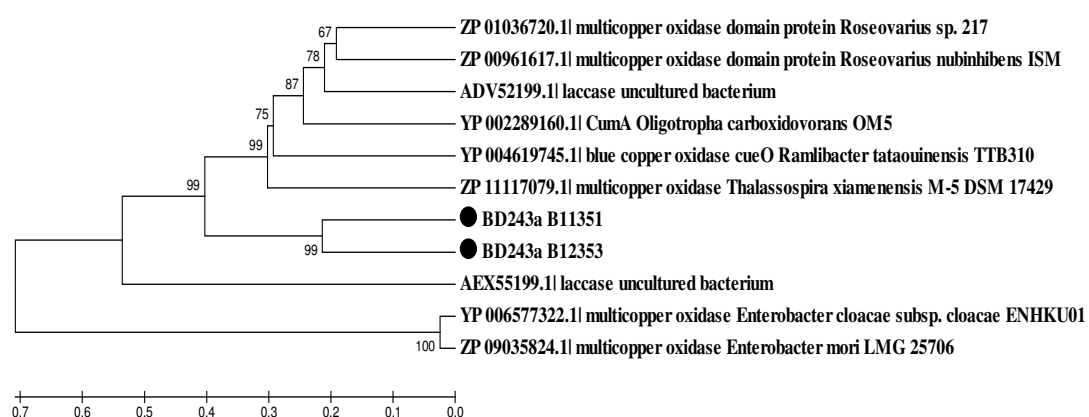 ZP 01036720.1| multicopper oxidase domain protein Roseovarius sp. 217
67
ZP 00961617.1| multicopper oxidase domain protein Roseovarius nubinhibens ISM
78
ADV52199.1| laccase uncultured bacterium
87
YP 002289160.1| CumA Oligotropha carboxidovorans OM5
75
YP 004619745.1| blue copper oxidase cueO Ramlibacter tataouinensis TTB310
99
ZP 11117079.1| multicopper oxidase Thalassospira xiamenensis M-5 DSM 17429
99
BD243a B11351
BD243a B12353
99
AEX55199.1| laccase uncultured bacterium
YP 006577322.1| multicopper oxidase Enterobacter cloacae subsp. cloacae ENHKU01
100
ZP 09035824.1| multicopper oxidase Enterobacter mori LMG 25706
0.7 0.6 0.5 0.4 0.3 0.2 0.1 0.0